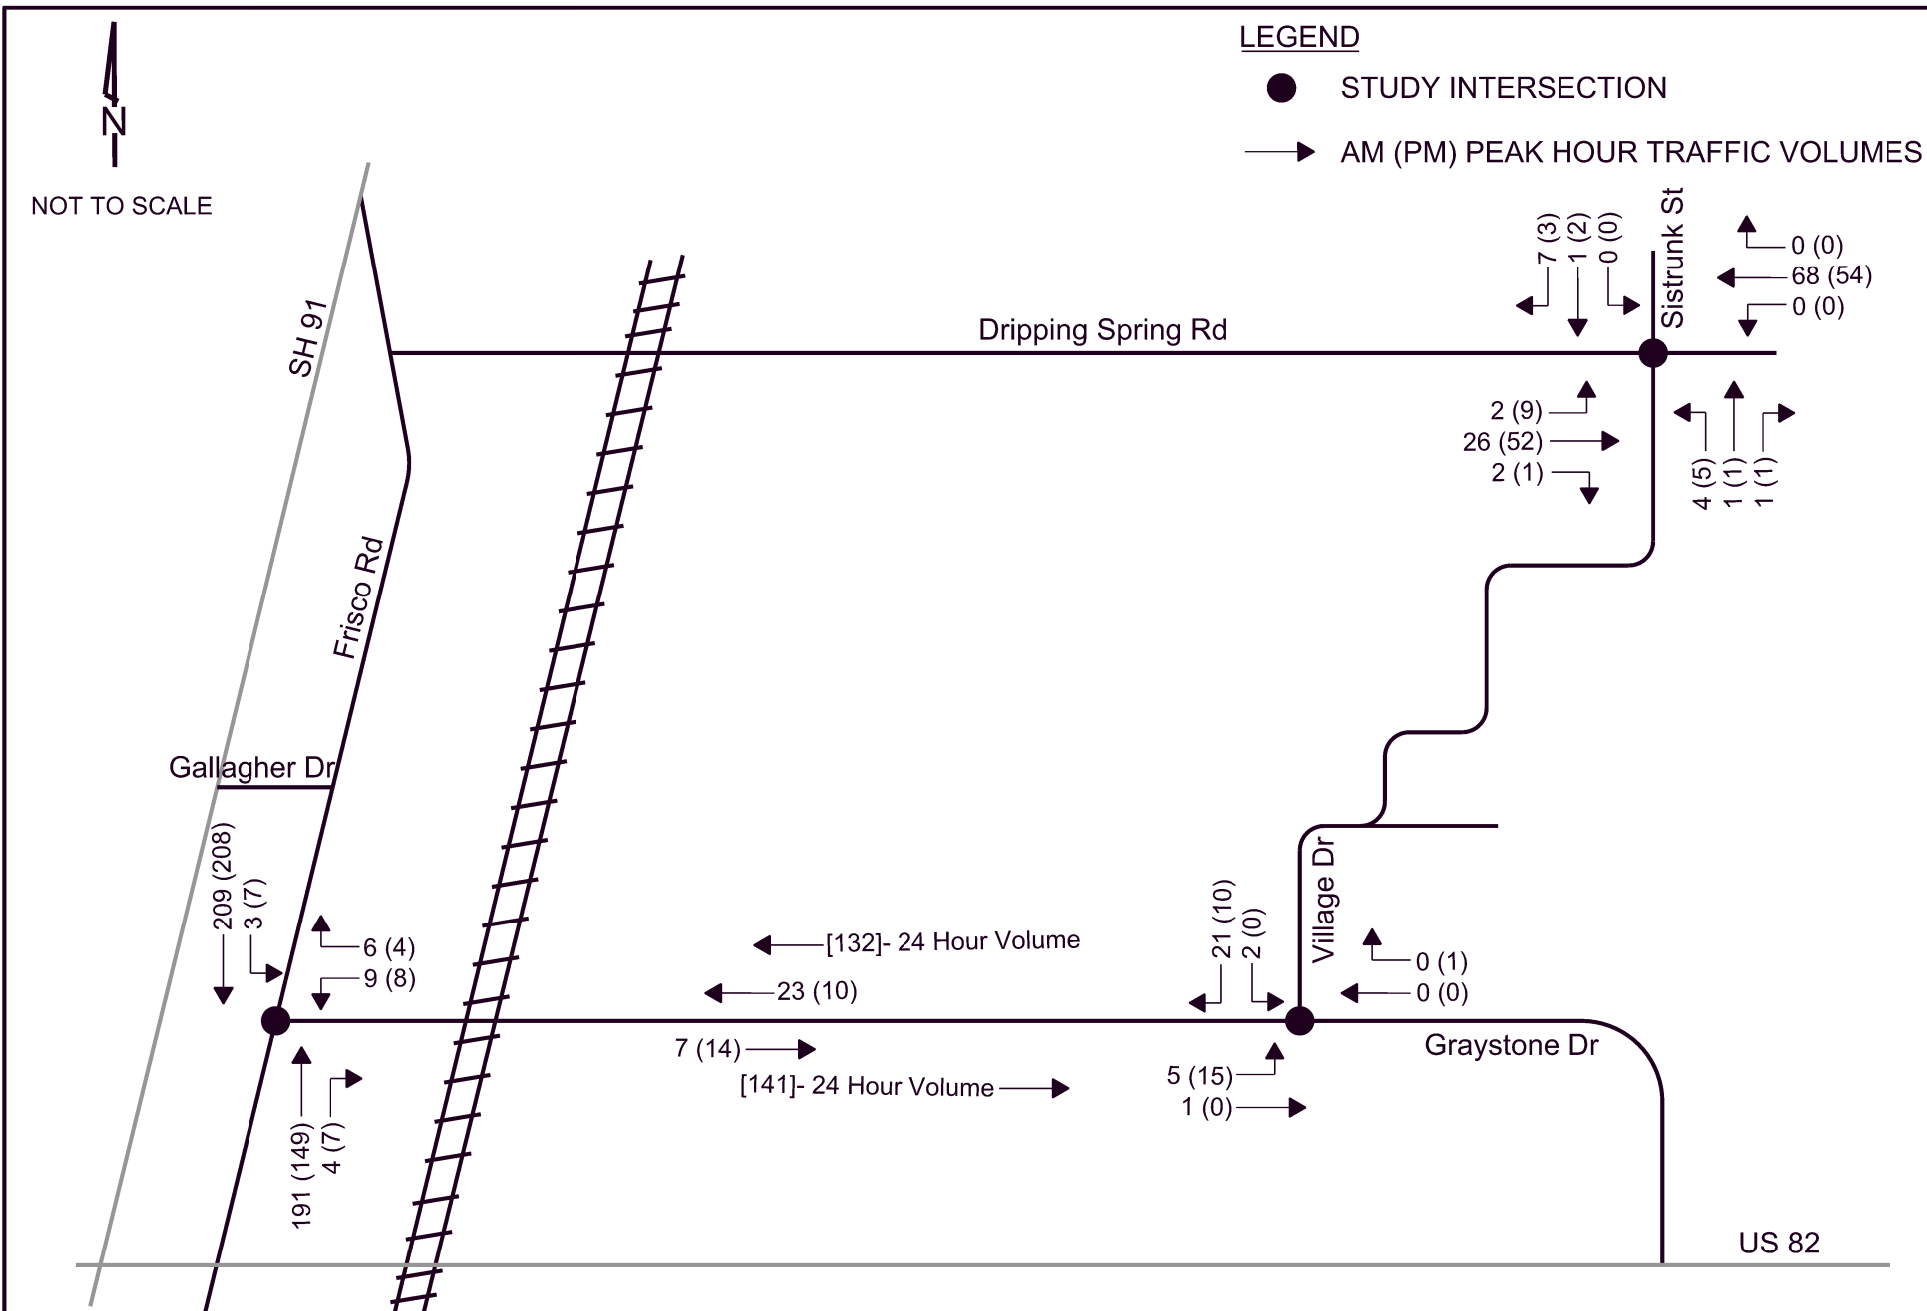 LEGEND
STUDY INTERSECTION
AM (PM) PEAK HOUR TRAFFIC VOLUMES
N
NOT TO SCALE
SH 91
Frisco Rd
Dripping Spring Rd
Sistrunk St
7 (3)
1 (2)
0 (0)
0 (0)
68 (54)
0 (0)
2 (9)
26 (52)
2 (1)
4 (5)
1 (1)
1 (1)
Gallagher Dr
209 (208)
3 (7)
6 (4)
9 (8)
191 (149)
4 (7)
[132]- 24 Hour Volume
23 (10)
7 (14)
[141]- 24 Hour Volume
21 (10)
2 (0)
Village Dr
0 (1)
0 (0)
Graystone Dr
5 (15)
1 (0)
US 82